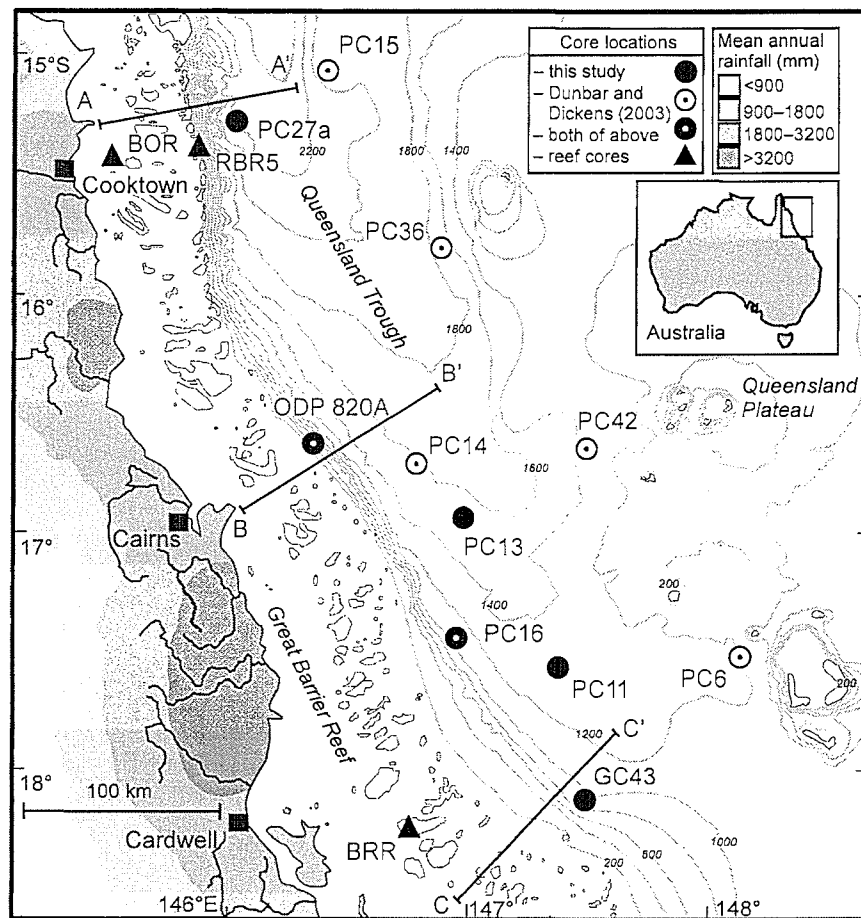 15°S
A
A'
PC15
PC27a
BOR
RBR5
Cooktown
2200
1800
1400
Core locations
– this study
– Dunbar and
Dickens (2003)
– both of above
– reef cores
Mean annual
rainfall (mm)
<900
900–1800
1800–3200
>3200
Queensland
Trough
PC36
1800
Australia
16°
B'
Queensland
Plateau
ODP 820A
PC42
PC14
1600
B
Cairns
17°
PC13
200
1400
PC16
PC11
PC6
200
Great Barrier Reef
C'
1200
GC43
18°
100 km
Cardwell
BRR
1000
200
800
C
146°E
147°
148°